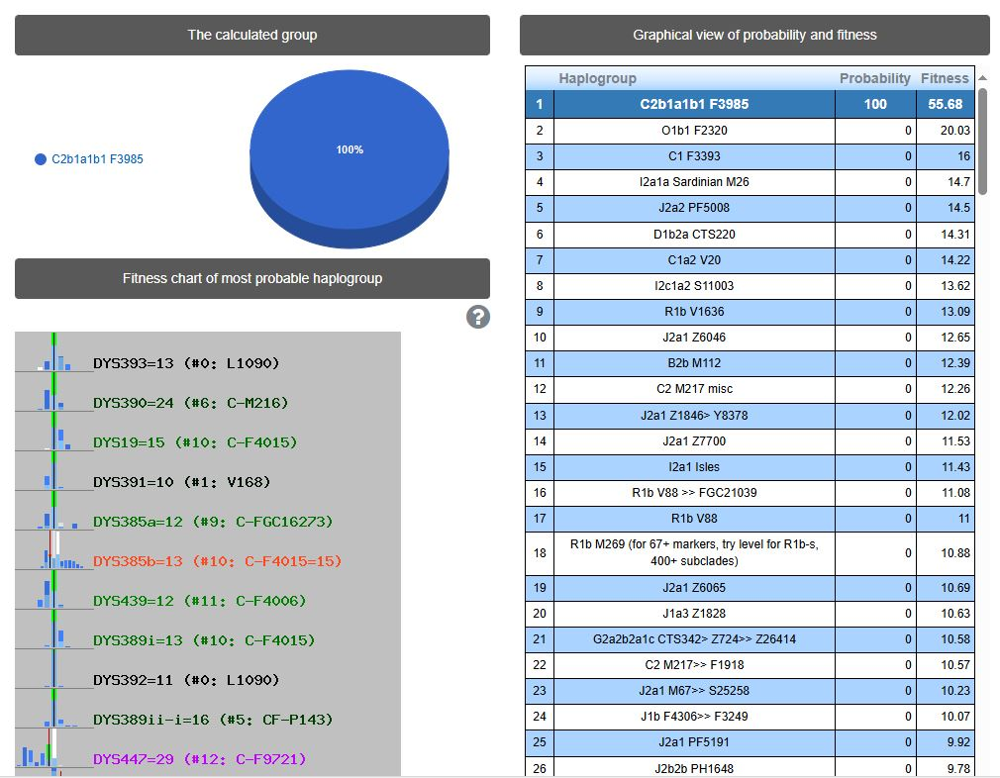 The calculated group
C2b1a1b1 F3985
100%
Fitness chart of most probable haplogroup
?
DYS393=13 (#0: L1090)
DYS390=24 (#6: C-M216)
DYS19=15 (#10: C-F4015)
DYS391=10 (#1: V168)
DYS385a=12 (#9: C-FGC16273)
DYS385b=13 (#10: C-F4015=15)
DYS439=12 (#11: C-F4006)
DYS389i=13 (#10: C-F4015)
DYS392=11 (#0: L1090)
DYS389ii-i=16 (#5: CF-P143)
DYS447=29 (#12: C-F9721)
Graphical view of probability and fitness
Haplogroup Probability Fitness
1 C2b1a1b1 F3985 100 55.68
2 O1b1 F2320 0 20.03
3 C1 F3393 0 16
4 I2a1a Sardinian M26 0 14.7
5 J2a2 PF5008 0 14.5
6 D1b2a CTS220 0 14.31
7 C1a2 V20 0 14.22
8 I2c1a2 S11003 0 13.62
9 R1b V1636 0 13.09
10 J2a1 Z6046 0 12.65
11 B2b M112 0 12.39
12 C2 M217 misc 0 12.26
13 J2a1 Z1846> Y8378 0 12.02
14 J2a1 Z7700 0 11.53
15 I2a1 Isles 0 11.43
16 R1b V88 >> FGC21039 0 11.08
17 R1b V88 0 11
18 R1b M269 (for 67+ markers, try level for R1b-s, 0 10.88
400+ subclades)
19 J2a1 Z6065 0 10.69
20 J1a3 Z1828 0 10.63
21 G2a2b2a1c CTS342> Z724>> Z26414 0 10.58
22 C2 M217>> F1918 0 10.57
23 J2a1 M67>> S25258 0 10.23
24 J1b F4306>> F3249 0 10.07
25 J2a1 PF5191 0 9.92
26 J2b2b PH1648 0 9.78